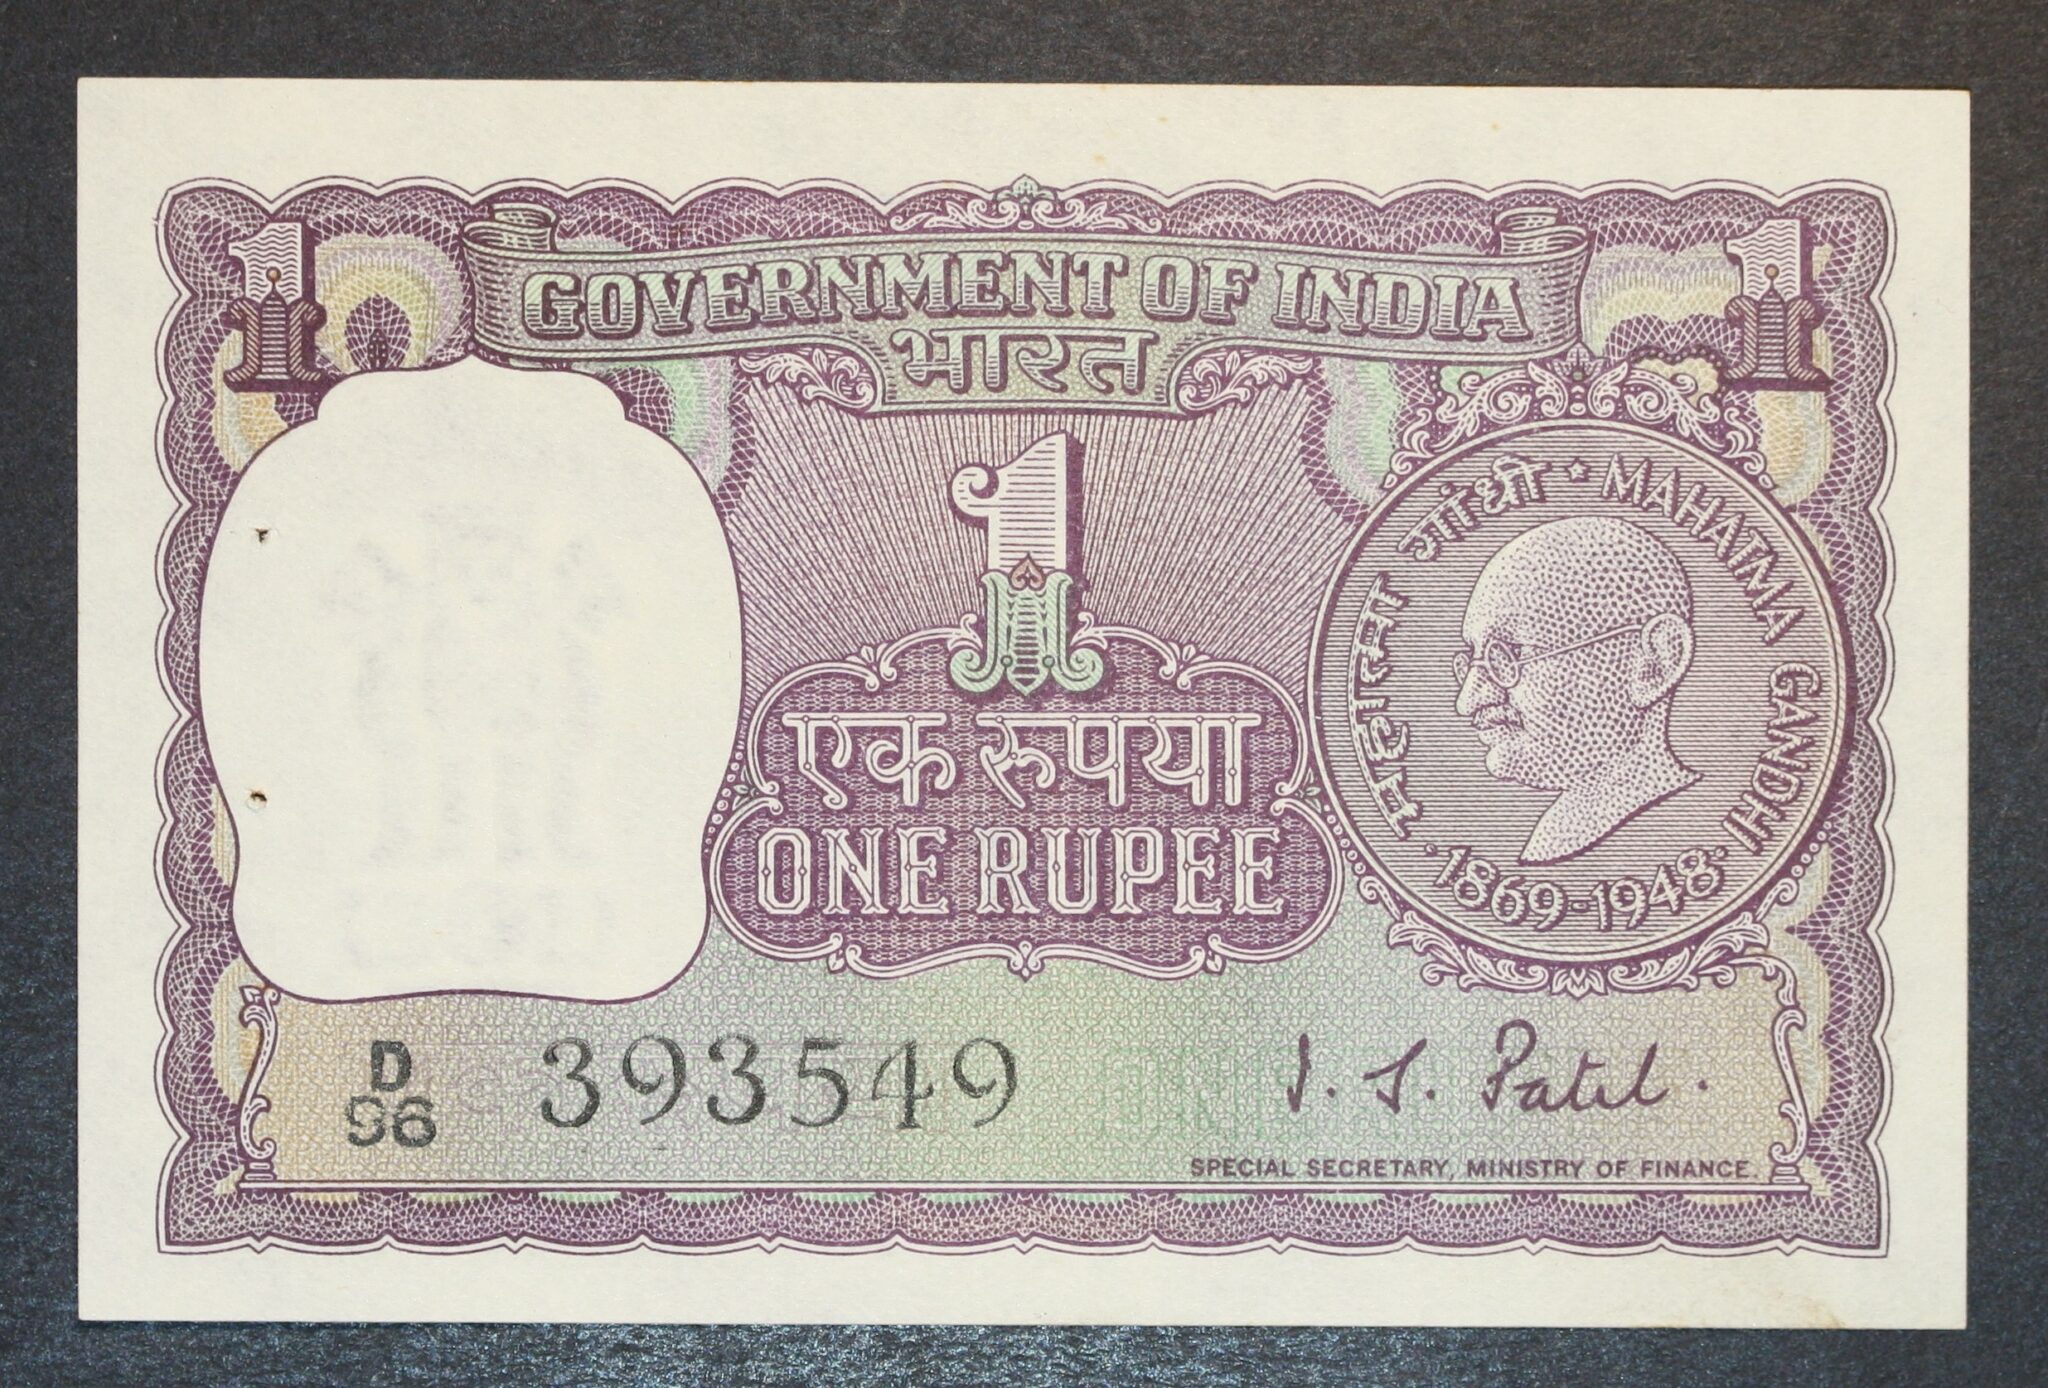 1 1
GOVERNMENT OF INDIA
भारत
1
एक रूपया
ONE RUPEE
महात्मा गांधी ★ MAHATMA GANDHI
·1869-1948·
D
96
393549
I. J. Patel.
SPECIAL SECRETARY, MINISTRY OF FINANCE.